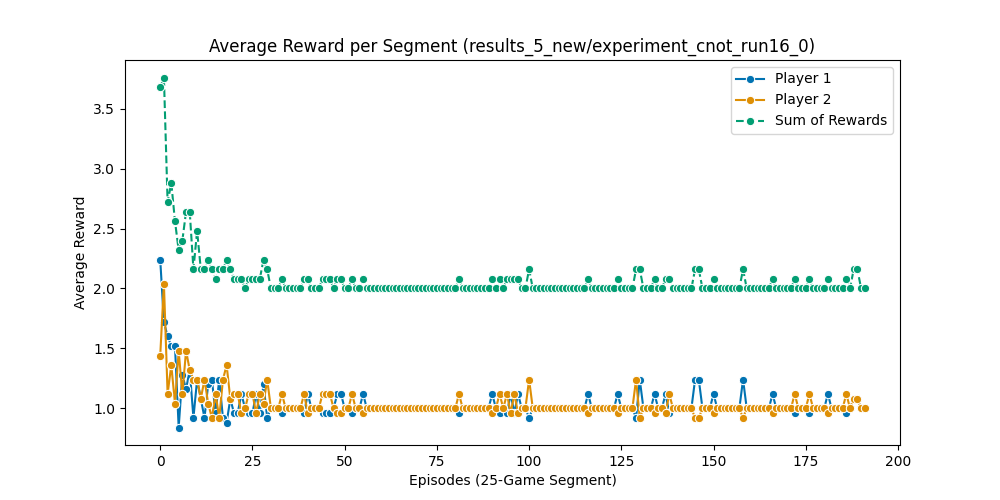 Average Reward per Segment (results_5_new/experiment_cnot_run16_0)
Player 1
Player 2
Sum of Rewards
Average Reward
3.5
3.0
2.5
2.0
1.5
1.0
0
25
50
75
100
125
150
175
200
Episodes (25-Game Segment)